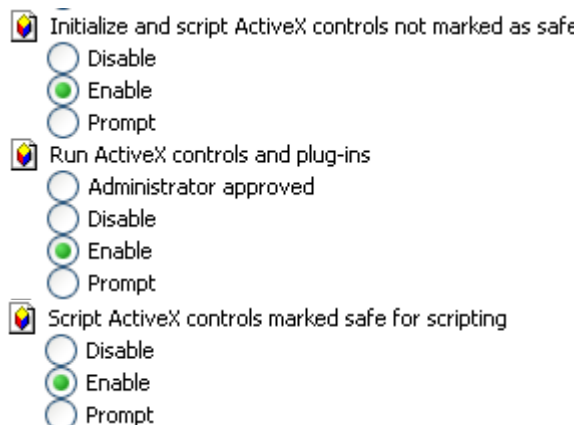 Initialize and script ActiveX controls not marked as safe
Disable
Enable
Prompt
Run ActiveX controls and plug-ins
Administrator approved
Disable
Enable
Prompt
Script ActiveX controls marked safe for scripting
Disable
Enable
Prompt